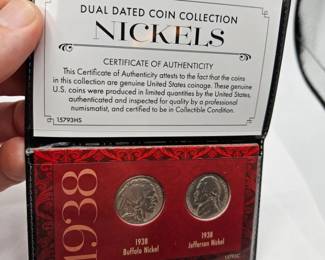 DUAL DATED COIN COLLECTION
NICKELS
CERTIFICATE OF AUTHENTICITY
This Certificate of Authenticity attests to the fact that the coins
in this collection are genuine United States coinage. These genuine
U.S. coins were produced in limited quantities by the United States,
authenticated and inspected for quality by a professional
numismatist, and certified to be in Collectible Condition.
15793HS
1938
1938
Buffalo Nickel
1938
Jefferson Nickel